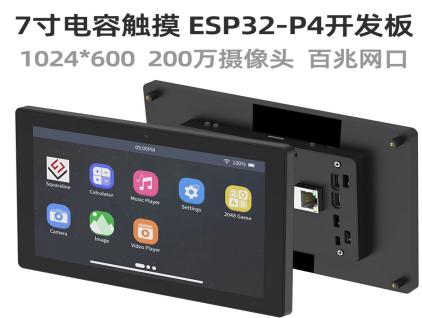 7寸电容触摸 ESP32-P4开发板
1024*600 200万摄像头 百兆网口
09:00PM
100%
Squareline
Calculator
Music Player
Settings
2048 Game
Camera
Image
Video Player